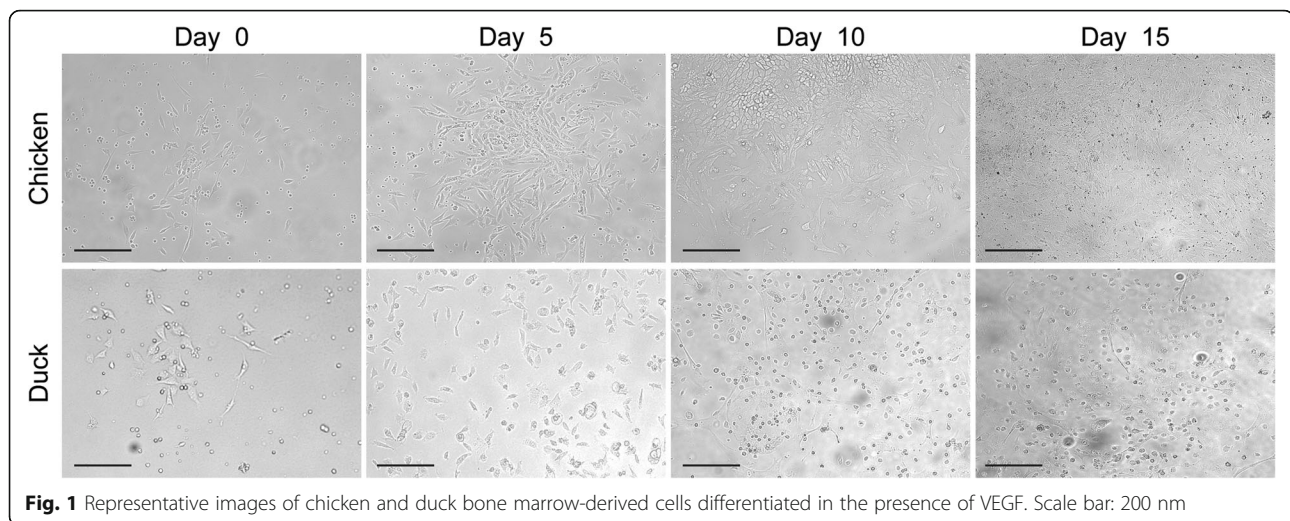 Day 0 Day 5 Day 10 Day 15
Chicken
Duck
Fig. 1 Representative images of chicken and duck bone marrow-derived cells differentiated in the presence of VEGF. Scale bar: 200 nm